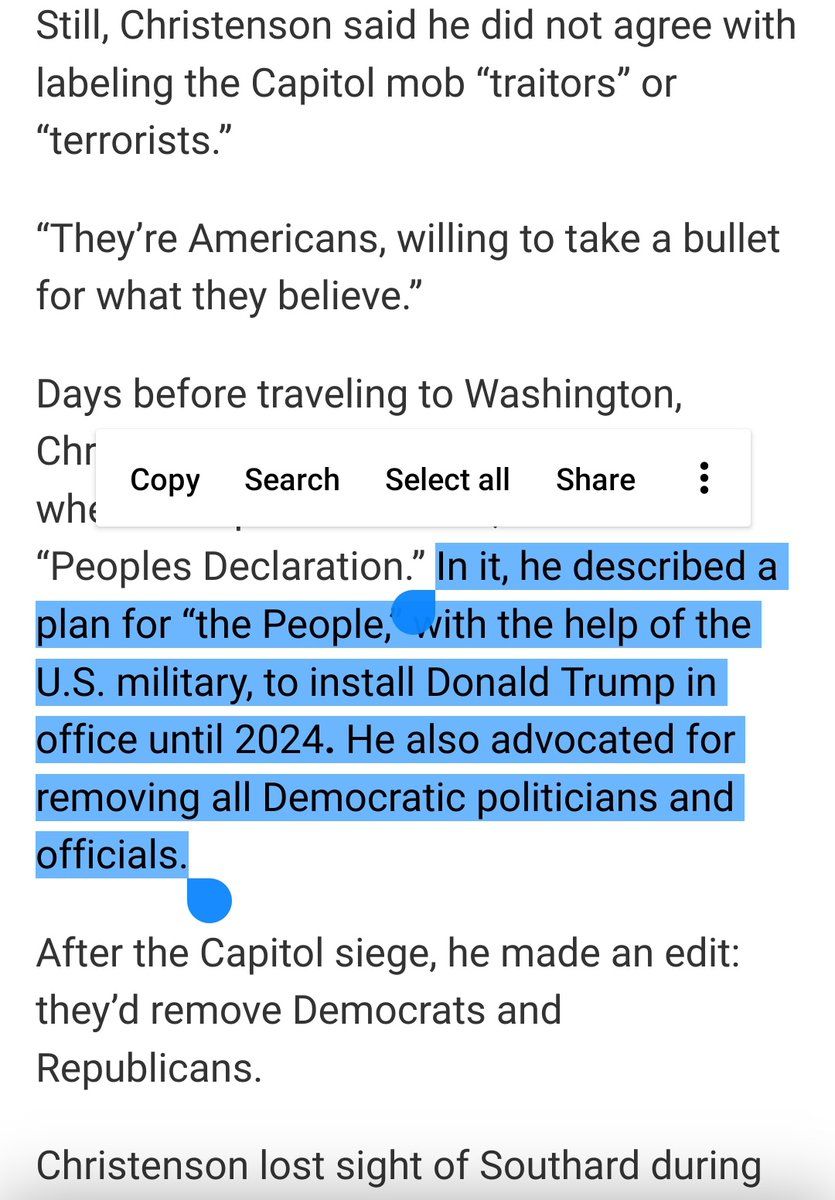 Still, Christenson said he did not agree with
labeling the Capitol mob “traitors” or
“terrorists.”
“They’re Americans, willing to take a bullet
for what they believe.”
Days before traveling to Washington,
Copy Search Select all Share
“Peoples Declaration.” In it, he described a
plan for “the People,” with the help of the
U.S. military, to install Donald Trump in
office until 2024. He also advocated for
removing all Democratic politicians and
officials.
After the Capitol siege, he made an edit:
they’d remove Democrats and
Republicans.
Christenson lost sight of Southard during